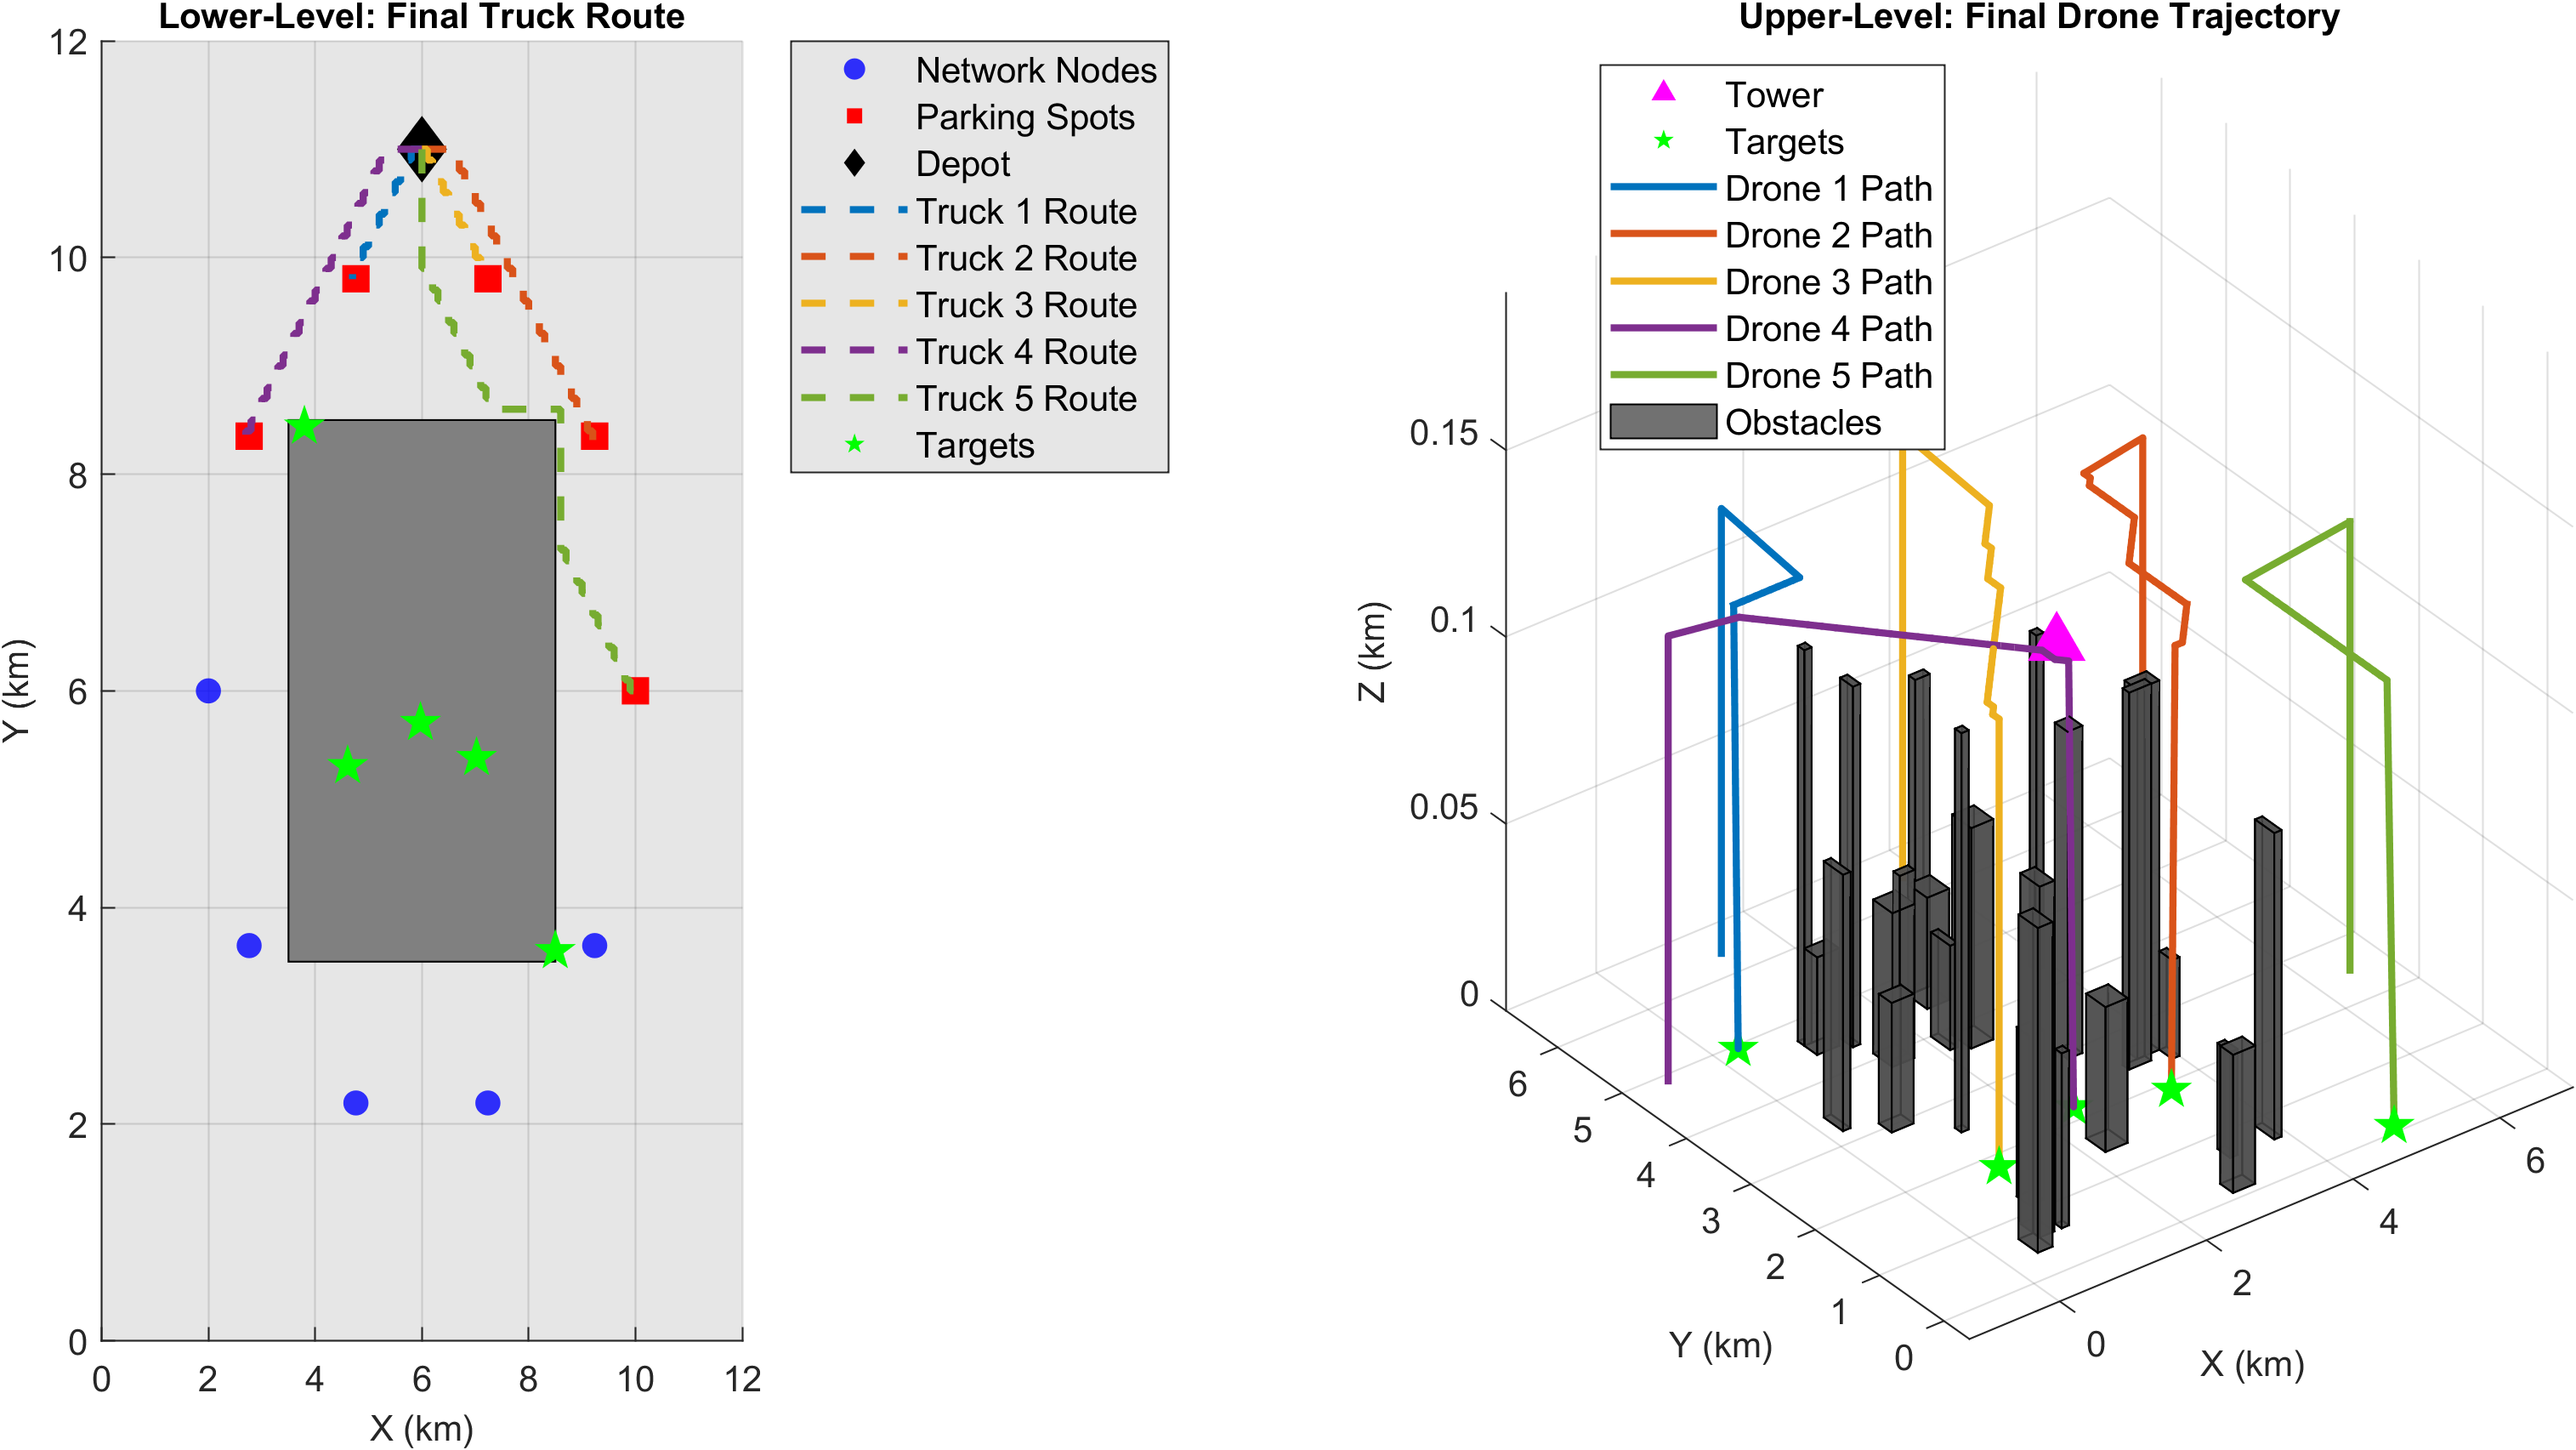 Lower-Level: Final Truck Route
12
10
8
6
4
2
0
0 2 4 6 8 10 12
X (km)
Y (km)
Network Nodes
Parking Spots
Depot
Truck 1 Route
Truck 2 Route
Truck 3 Route
Truck 4 Route
Truck 5 Route
Targets
Upper-Level: Final Drone Trajectory
Tower
Targets
Drone 1 Path
Drone 2 Path
Drone 3 Path
Drone 4 Path
Drone 5 Path
Obstacles
0.15
0.1
0.05
0
Z (km)
6
5
4
3
2
1
0
Y (km)
0
2
4
6
X (km)